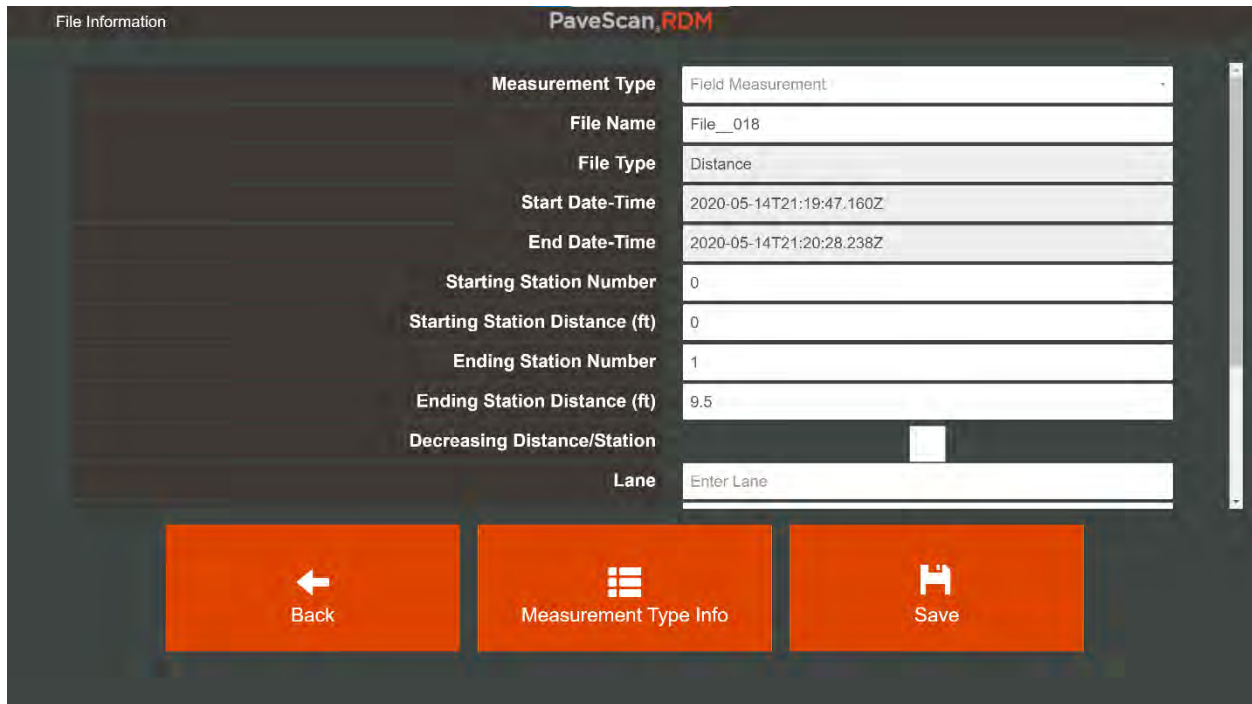 File Information
PaveScan RDM
Measurement Type Field Measurement
File Name File__018
File Type Distance
Start Date-Time 2020-05-14T21:19:47.160Z
End Date-Time 2020-05-14T21:20:28.238Z
Starting Station Number 0
Starting Station Distance (ft) 0
Ending Station Number 1
Ending Station Distance (ft) 9.5
Decreasing Distance/Station
Lane Enter Lane
Back
Measurement Type Info
Save